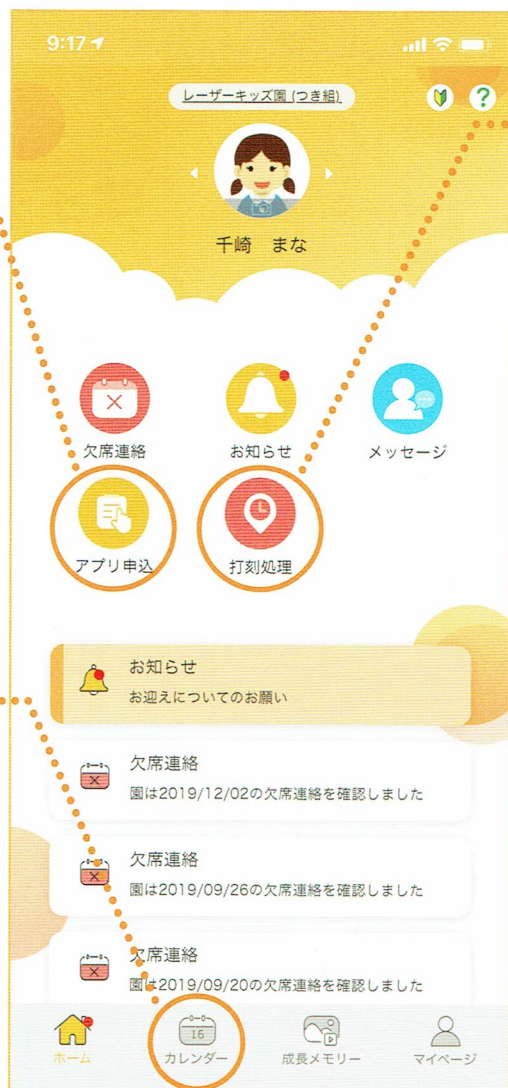 9:17
レーザーキッズ園 (つき組)
?
千崎 まな
欠席連絡
お知らせ
メッセージ
アプリ申込
打刻処理
お知らせ
お迎えについてのお願い
欠席連絡
園は2019/12/02の欠席連絡を確認しました
欠席連絡
園は2019/09/26の欠席連絡を確認しました
欠席連絡
園は2019/09/20の欠席連絡を確認しました
16
ホーム
カレンダー
成長メモリー
マイページ